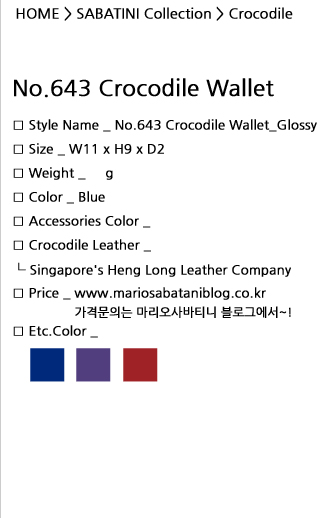 HOME > SABATINI Collection > Crocodile
No.643 Crocodile Wallet
□ Style Name _ No.643 Crocodile Wallet_Glossy
□ Size _ W11 x H9 x D2
□ Weight _ g
□ Color _ Blue
□ Accessories Color _
□ Crocodile Leather _
└ Singapore's Heng Long Leather Company
□ Price _ www.mariosabataniblog.co.kr
가격문의는 마리오사바티니 블로그에서~!
□ Etc.Color _